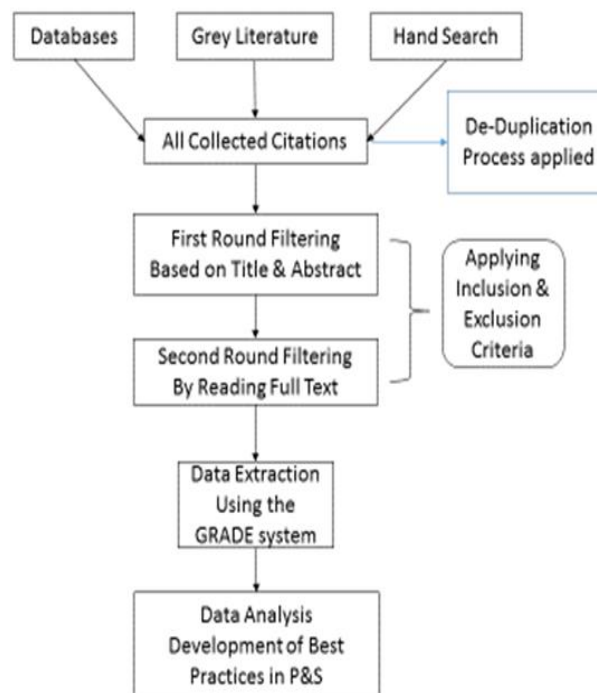 Databases
Grey Literature
Hand Search
All Collected Citations
De-Duplication
Process applied
First Round Filtering
Based on Title & Abstract
Applying
Inclusion &
Exclusion
Criteria
Second Round Filtering
By Reading Full Text
Data Extraction
Using the
GRADE system
Data Analysis
Development of Best
Practices in P&S